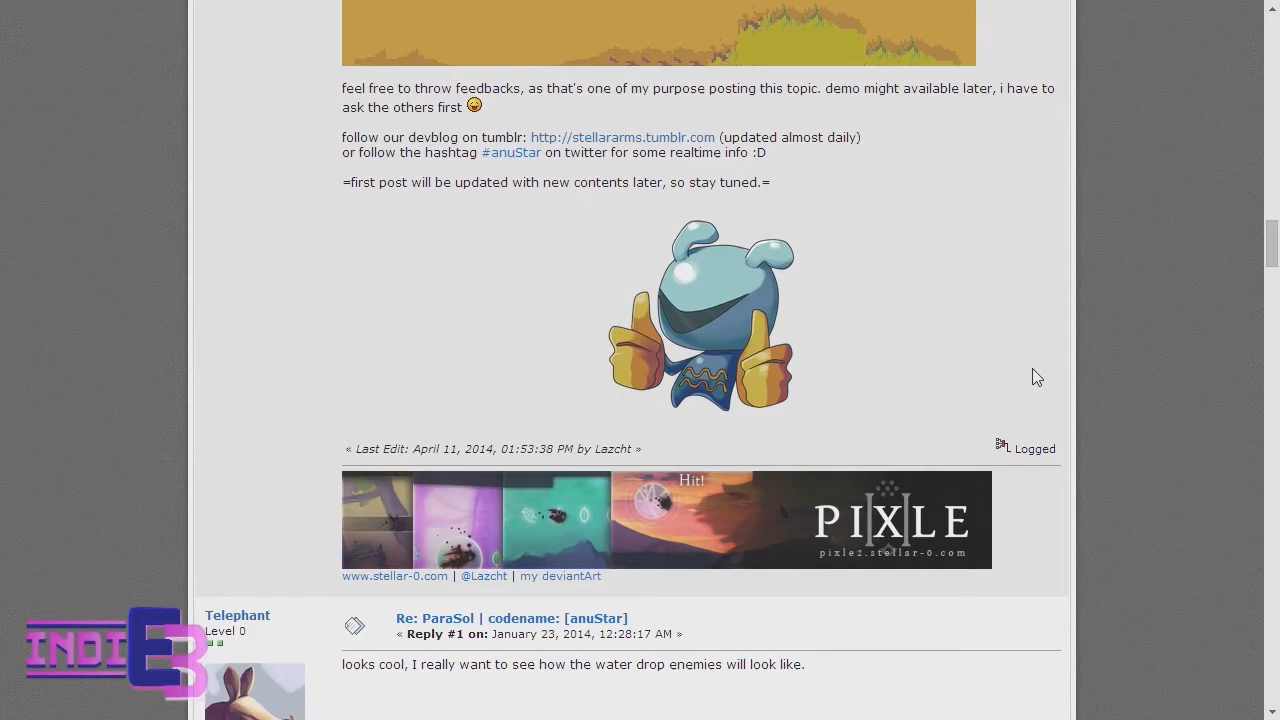 feel free to throw feedbacks, as that's one of my purpose posting this topic. demo might available later, i have to
ask the others first
follow our devblog on tumblr: http://stellararms.tumblr.com (updated almost daily)
or follow the hashtag #anuStar on twitter for some realtime info :D
=first post will be updated with new contents later, so stay tuned.=
« Last Edit: April 11, 2014, 01:53:38 PM by Lazcht »
Logged
Hit!
PIXLE
pixle2.stellar-0.com
www.stellar-0.com | @Lazcht | my deviantArt
Telephant
Level 0
Re: ParaSol | codename: [anuStar]
« Reply #1 on: January 23, 2014, 12:28:17 AM »
looks cool, I really want to see how the water drop enemies will look like.
INDIE3